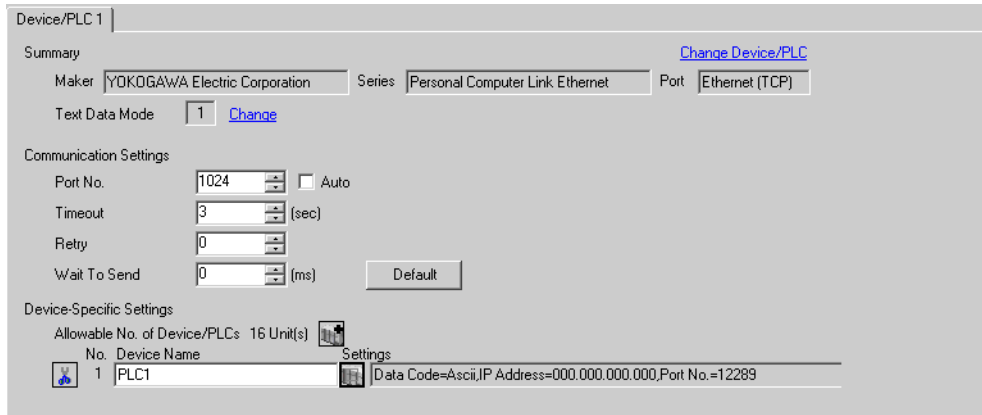 Device/PLC 1
Summary Change Device/PLC
Maker YOKOGAWA Electric Corporation Series Personal Computer Link Ethernet Port Ethernet (TCP)
Text Data Mode 1 Change
Communication Settings
Port No. 1024 Auto
Timeout 3 (sec)
Retry 0
Wait To Send 0 (ms) Default
Device-Specific Settings
Allowable No. of Device/PLCs 16 Unit(s)
No. Device Name Settings
1 PLC1 Data Code=Ascii,IP Address=000.000.000.000,Port No.=12289